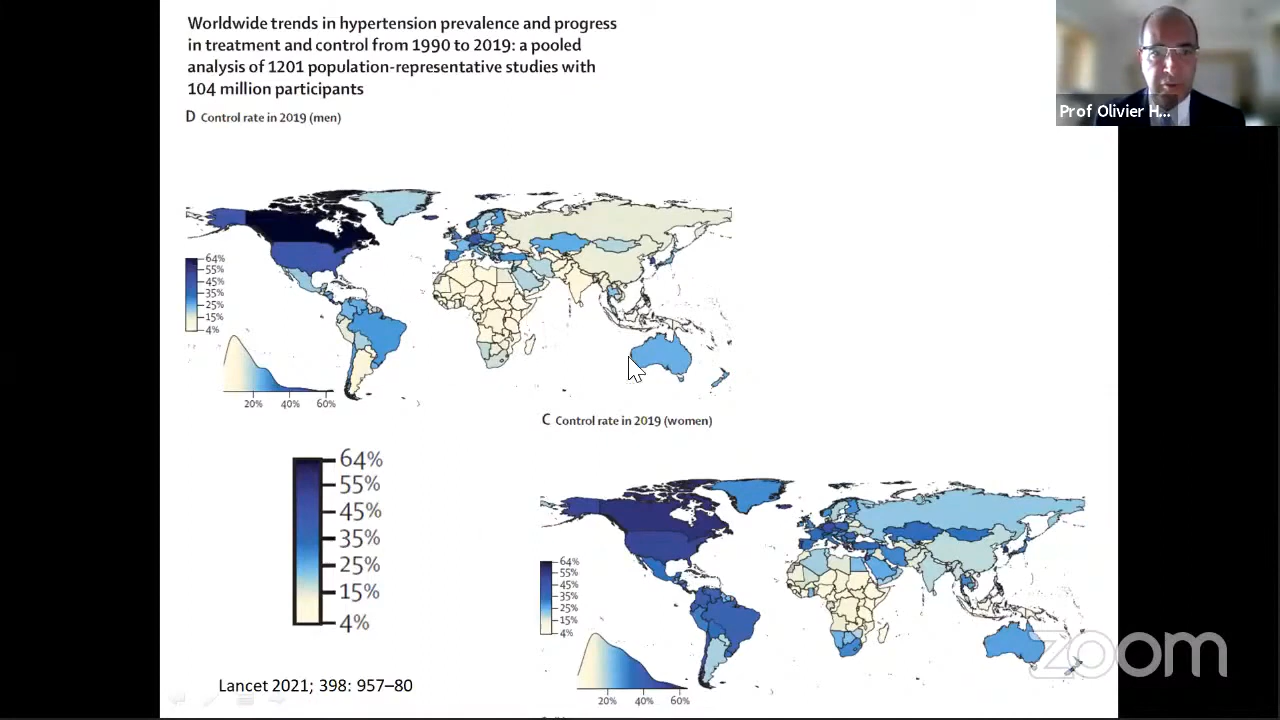 Worldwide trends in hypertension prevalence and progress
in treatment and control from 1990 to 2019: a pooled
analysis of 1201 population-representative studies with
104 million participants
Prof Olivier H...
D Control rate in 2019 (men)
64%
55%
45%
35%
25%
15%
4%
20% 40% 60%
C Control rate in 2019 (women)
64%
55%
45%
35%
25%
15%
4%
64%
55%
45%
35%
25%
15%
4%
20% 40% 60%
Lancet 2021; 398: 957–80
zoom